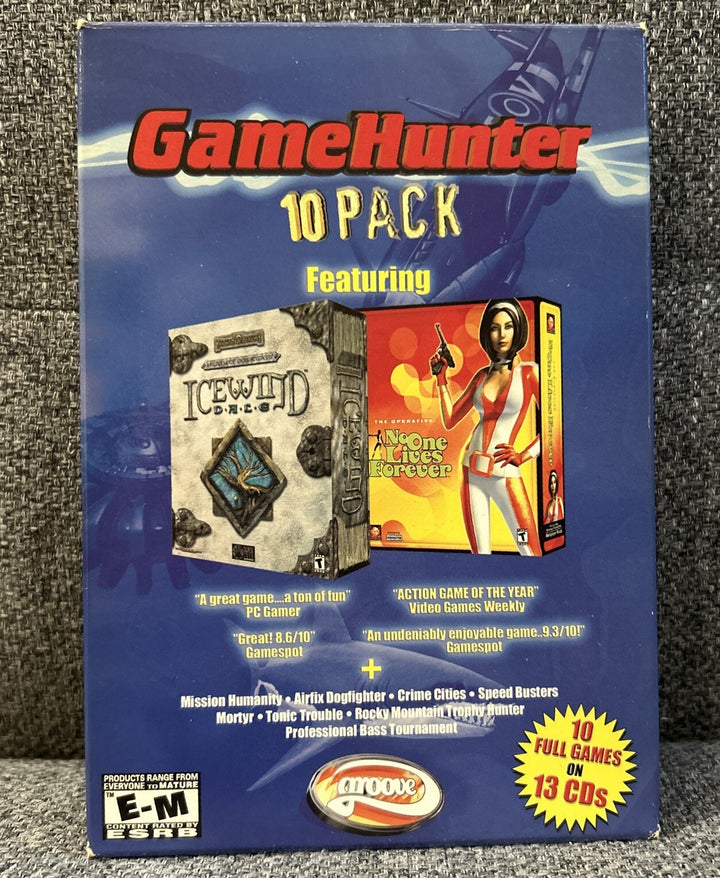 GameHunter
10 PACK
Featuring
ICEWIND
DALE
THE OPERATIVE
No One
Lives
Forever
"A great game....a ton of fun"
PC Gamer
"Great! 8.6/10"
Gamespot
"ACTION GAME OF THE YEAR"
Video Games Weekly
"An undeniably enjoyable game..9.3/10!"
Gamespot
+
Mission Humanity • Airfix Dogfighter • Crime Cities • Speed Busters
Mortyr • Tonic Trouble • Rocky Mountain Trophy Hunter
Professional Bass Tournament
10
FULL GAMES
ON
13 CDs
groove
PRODUCTS RANGE FROM
EVERYONE TO MATURE
E-M
CONTENT RATED BY
ESRB